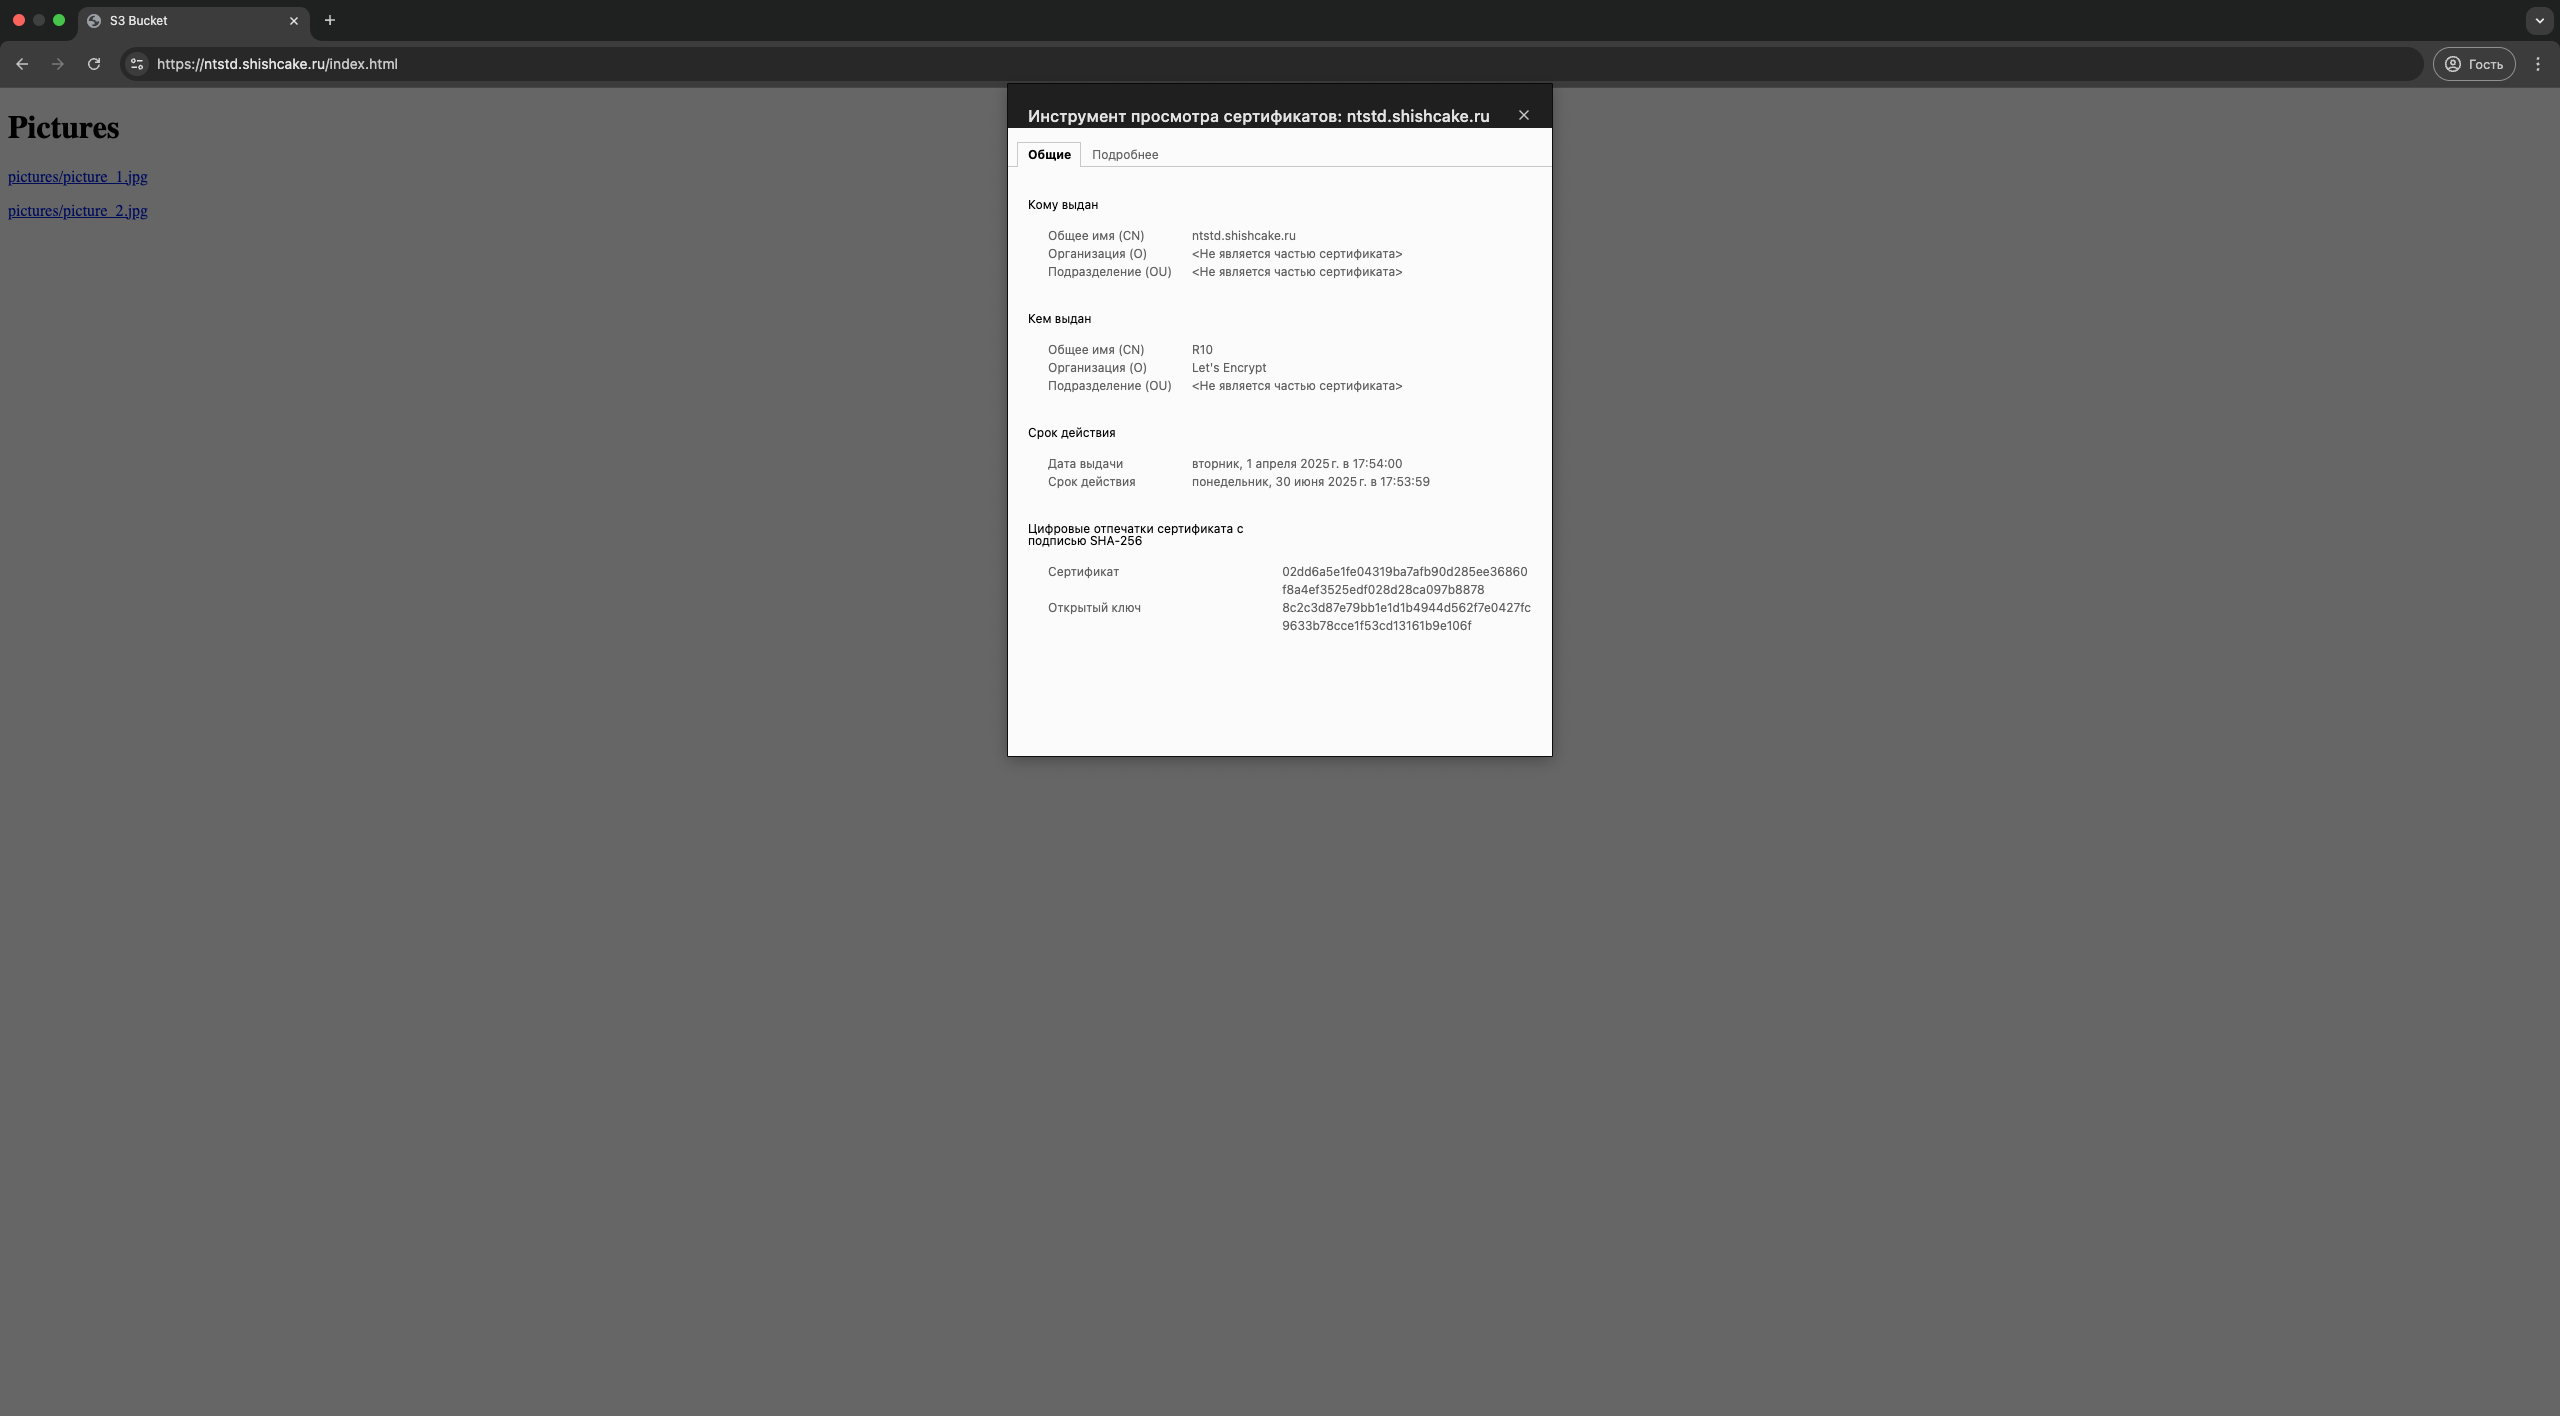 S3 Bucket
https://ntstd.shishcake.ru/index.html
Гость
Pictures
pictures/picture_1.jpg
pictures/picture_2.jpg
Инструмент просмотра сертификатов: ntstd.shishcake.ru
Общие Подробнее
Кому выдан
Общее имя (CN) ntstd.shishcake.ru
Организация (O) <Не является частью сертификата>
Подразделение (OU) <Не является частью сертификата>
Кем выдан
Общее имя (CN) R10
Организация (O) Let's Encrypt
Подразделение (OU) <Не является частью сертификата>
Срок действия
Дата выдачи вторник, 1 апреля 2025 г. в 17:54:00
Срок действия понедельник, 30 июня 2025 г. в 17:53:59
Цифровые отпечатки сертификата с
подписью SHA-256
Сертификат 02dd6a5e1fe04319ba7afb90d285ee36860
f8a4ef3525edf028d28ca097b8878
Открытый ключ 8c2c3d87e79bb1e1d1b4944d562f7e0427fc
9633b78cce1f53cd13161b9e106f